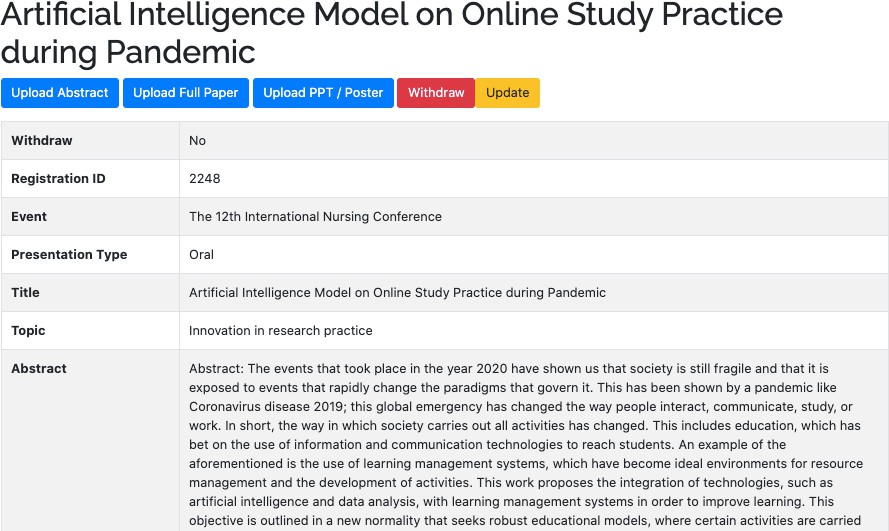 Artificial Intelligence Model on Online Study Practice
during Pandemic
Upload Abstract Upload Full Paper Upload PPT / Poster Withdraw Update
Withdraw No
Registration ID 2248
Event The 12th International Nursing Conference
Presentation Type Oral
Title Artificial Intelligence Model on Online Study Practice during Pandemic
Topic Innovation in research practice
Abstract Abstract: The events that took place in the year 2020 have shown us that society is still fragile and that it is
exposed to events that rapidly change the paradigms that govern it. This has been shown by a pandemic like
Coronavirus disease 2019; this global emergency has changed the way people interact, communicate, study, or
work. In short, the way in which society carries out all activities has changed. This includes education, which has
bet on the use of information and communication technologies to reach students. An example of the
aforementioned is the use of learning management systems, which have become ideal environments for resource
management and the development of activities. This work proposes the integration of technologies, such as
artificial intelligence and data analysis, with learning management systems in order to improve learning. This
objective is outlined in a new normality that seeks robust educational models, where certain activities are carried